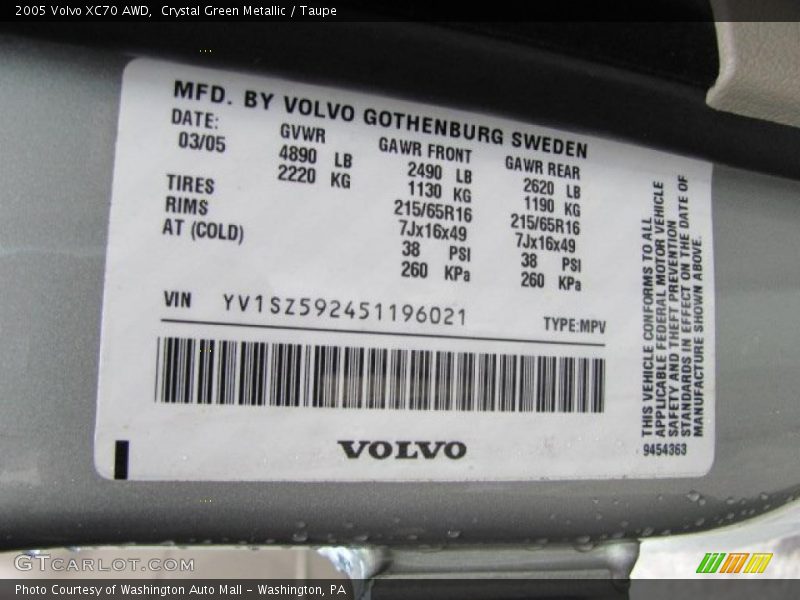 2005 Volvo XC70 AWD,  Crystal Green Metallic / Taupe
MFD. BY VOLVO GOTHENBURG SWEDEN
DATE: GVWR GAWR FRONT GAWR REAR
03/05 4890 LB 2490 LB 2620 LB
2220 KG 1130 KG 1190 KG
TIRES 215/65R16 215/65R16
RIMS 7Jx16x49 7Jx16x49
AT (COLD) 38 PSI 38 PSI
260 KPa 260 KPa
VIN YV1SZ592451196021 TYPE:MPV
VOLVO
THIS VEHICLE CONFORMS TO ALL
APPLICABLE FEDERAL MOTOR VEHICLE
SAFETY AND THEFT PREVENTION
STANDARDS IN EFFECT ON THE DATE OF
MANUFACTURE SHOWN ABOVE.
9454363
GTCarLot.com
Photo Courtesy of Washington Auto Mall - Washington, PA